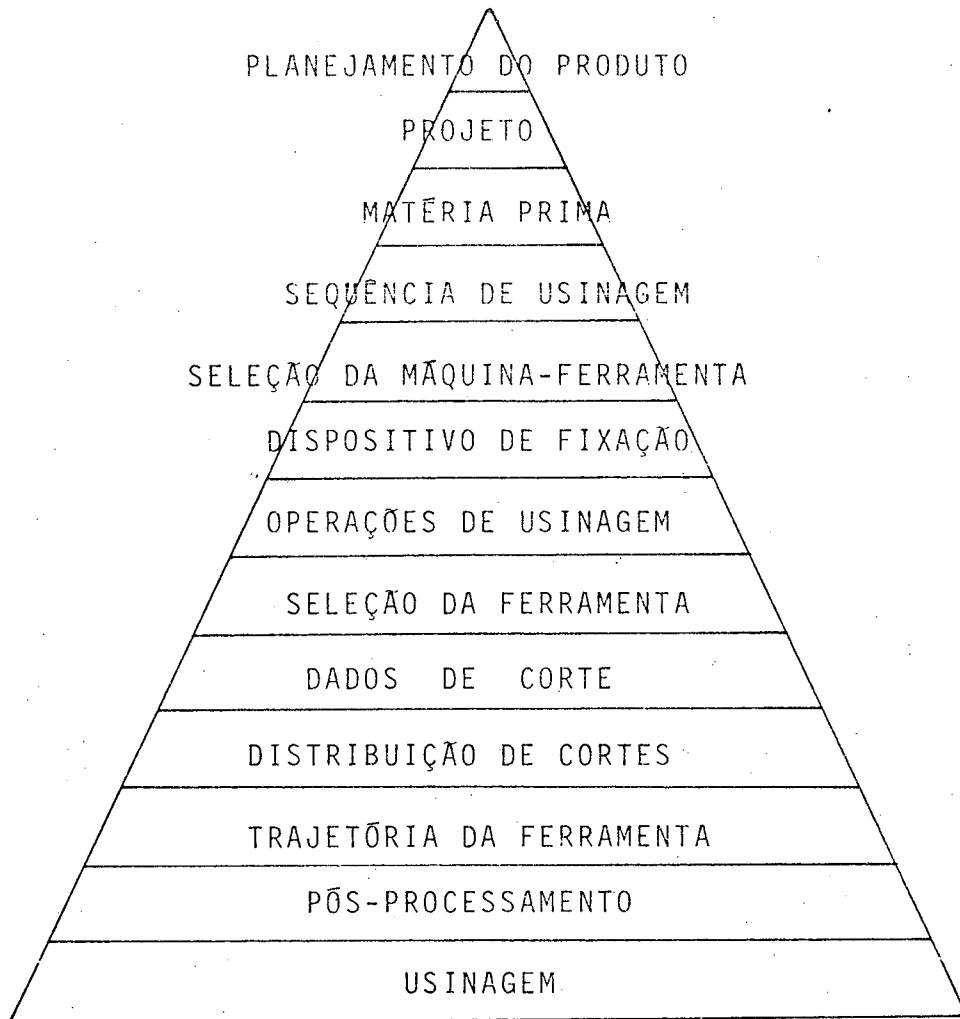 PLANEJAMENTO DO PRODUTO
PROJETO
MATÉRIA PRIMA
SEQUÊNCIA DE USINAGEM
SELEÇÃO DA MÁQUINA-FERRAMENTA
DISPOSITIVO DE FIXAÇÃO
OPERAÇÕES DE USINAGEM
SELEÇÃO DA FERRAMENTA
DADOS DE CORTE
DISTRIBUIÇÃO DE CORTES
TRAJETÓRIA DA FERRAMENTA
PÓS-PROCESSAMENTO
USINAGEM